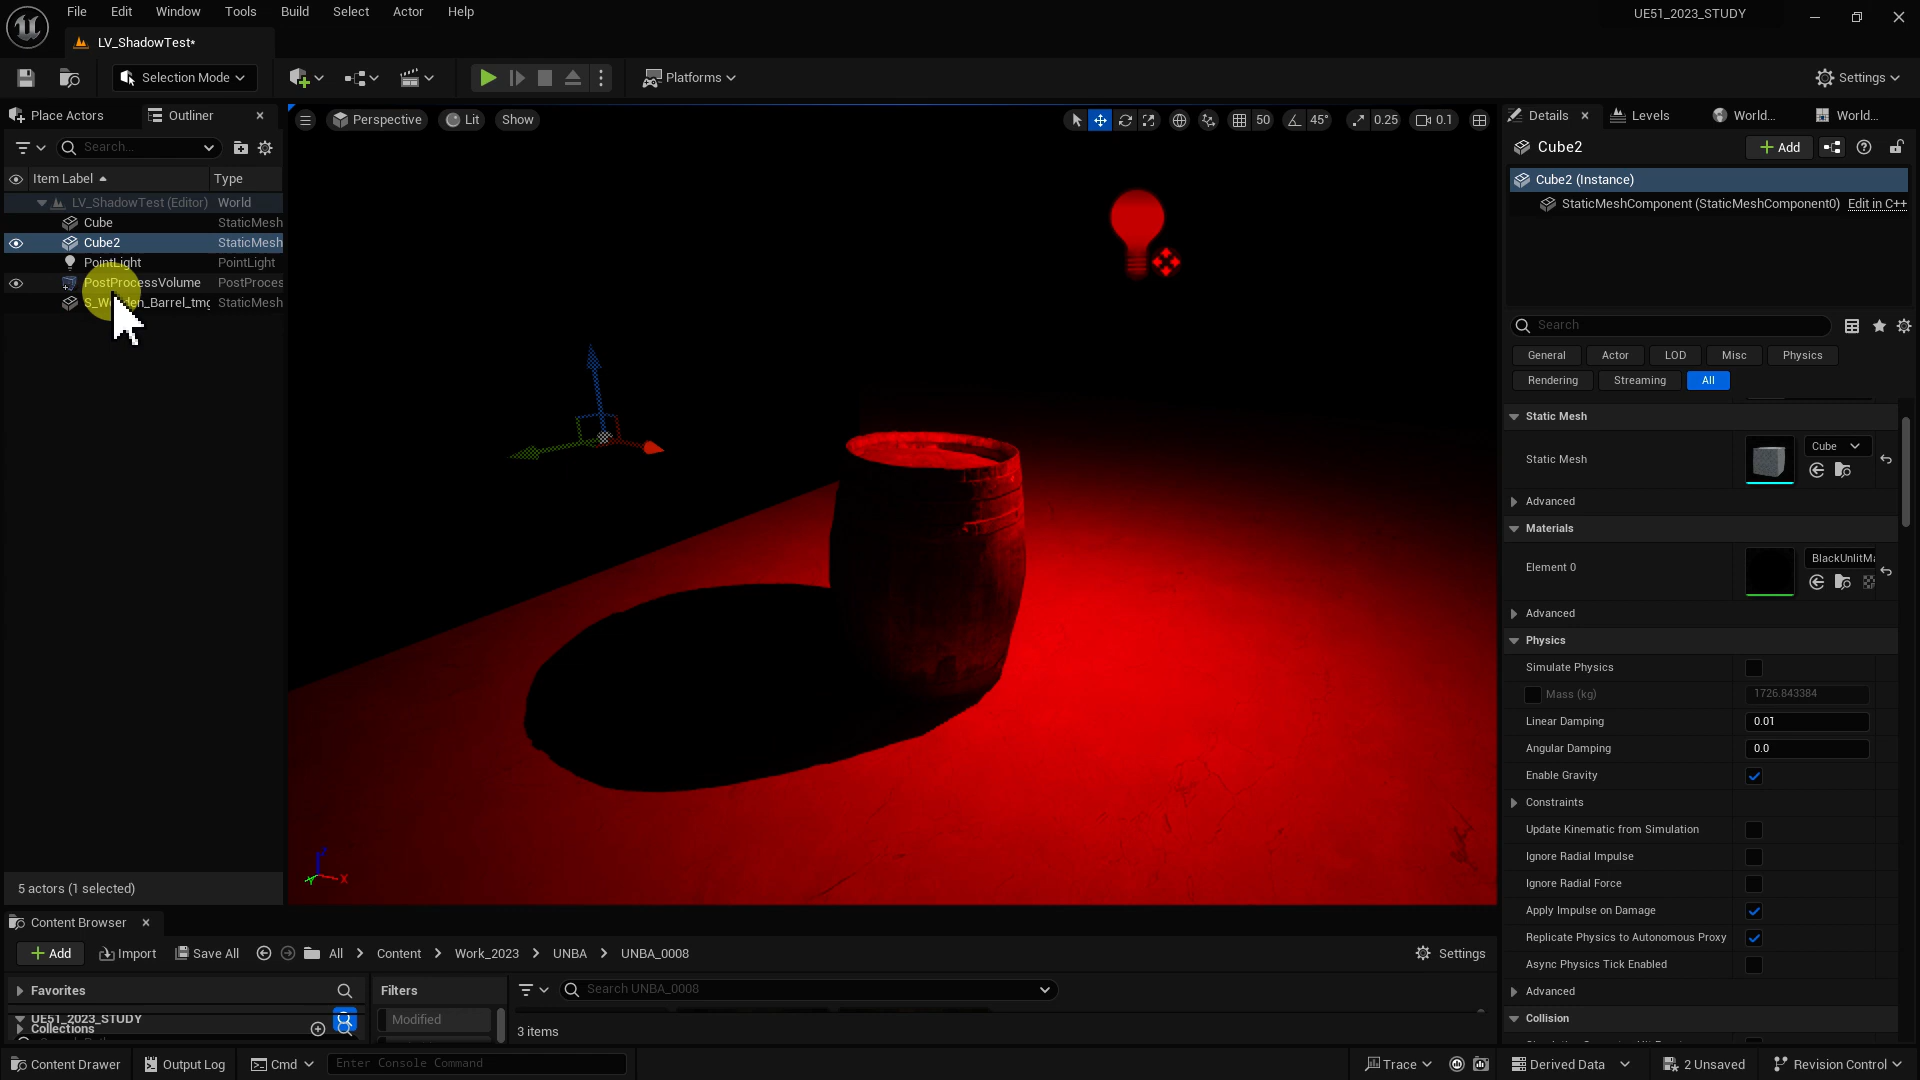 File Edit Window Tools Build Select Actor Help
UE51_2023_STUDY
LV_ShadowTest*
Selection Mode
Platforms
Settings
Place Actors
Outliner
Perspective
Lit
Show
50
45°
0.25
0.1
Details
Levels
World...
World...
Search...
Cube2
Add
Item Label
Type
Cube2 (Instance)
LV_ShadowTest (Editor) World
StaticMeshComponent (StaticMeshComponent0) Edit in C++
Cube StaticMesh
Cube2 StaticMesh
PointLight PointLight
PostProcessVolume PostProces
StaticMesh
Search
General
Actor
LOD
Misc
Physics
Rendering
Streaming
All
Static Mesh
Static Mesh
Cube
Advanced
Materials
Element 0
BlackUnlitMa
Advanced
Physics
Simulate Physics
Mass (kg) 1726.843384
Linear Damping 0.01
Angular Damping 0.0
Enable Gravity
Constraints
Update Kinematic from Simulation
Ignore Radial Impulse
Ignore Radial Force
Apply Impulse on Damage
Replicate Physics to Autonomous Proxy
Async Physics Tick Enabled
Advanced
Collision
5 actors (1 selected)
Content Browser
Add
Import
Save All
All
Content
Work_2023
UNBA
UNBA_0008
Settings
Favorites
Filters
Search UNBA_0008
UE51_2023_STUDY
Collections
Modified
3 items
Content Drawer
Output Log
Cmd
Enter Console Command
Trace
Derived Data
2 Unsaved
Revision Control